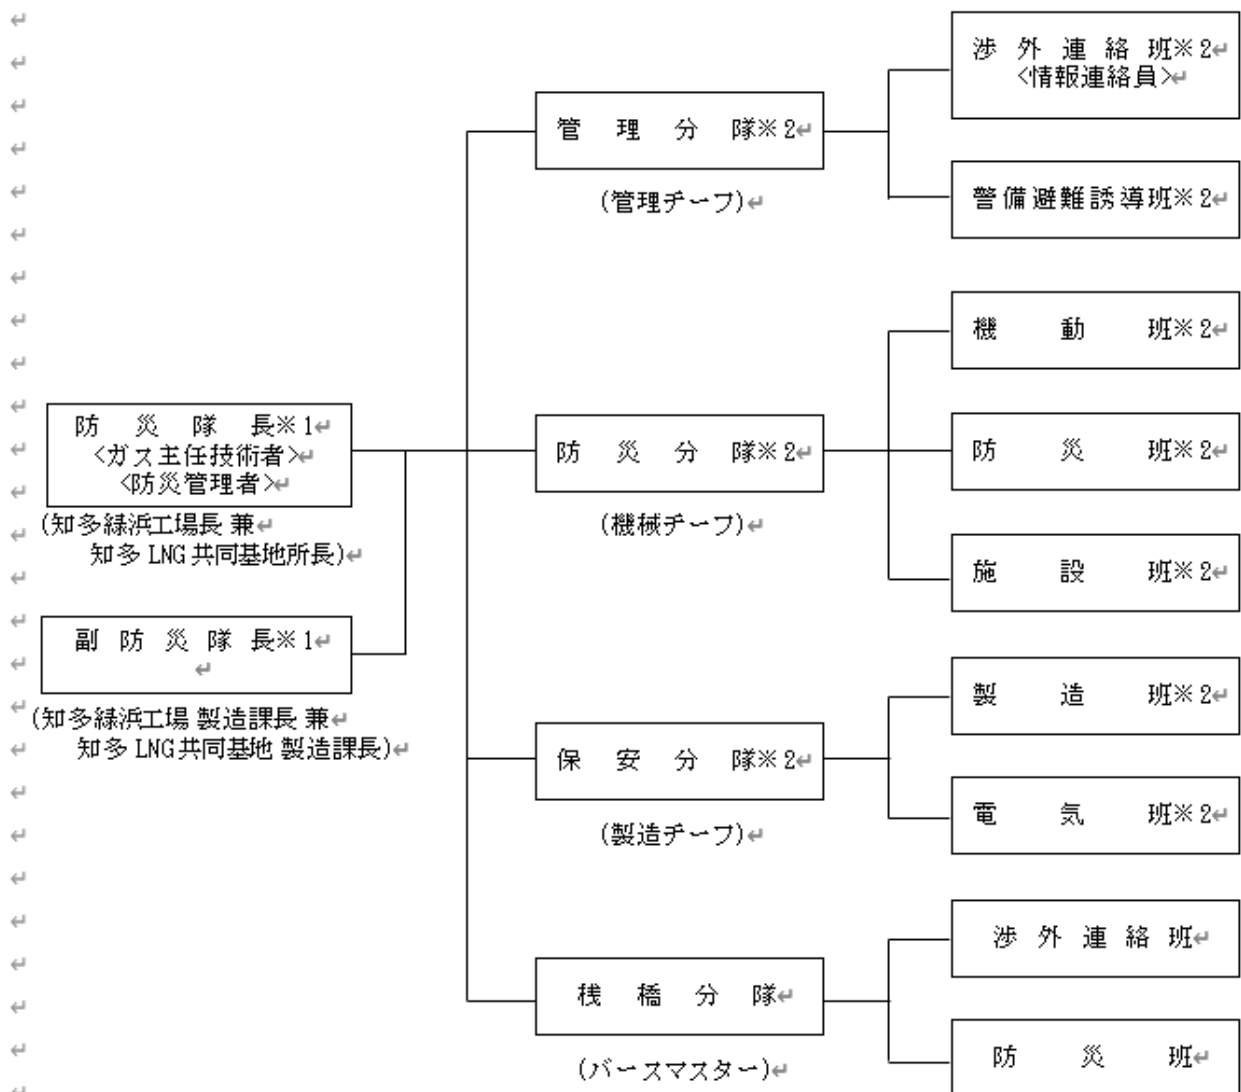 防災隊長※1
<ガス主任技術者>
<防災管理者>
(知多緑浜工場長 兼
知多 LNG 共同基地所長)
副防災隊長※1
(知多緑浜工場 製造課長 兼
知多 LNG 共同基地 製造課長)
管理分隊※2
(管理チーフ)
渉外連絡班※2
<情報連絡員>
警備避難誘導班※2
防災分隊※2
(機械チーフ)
機動班※2
防災班※2
施設班※2
保安分隊※2
(製造チーフ)
製造班※2
電気班※2
桟橋分隊
(バースマスター)
渉外連絡班
防災班